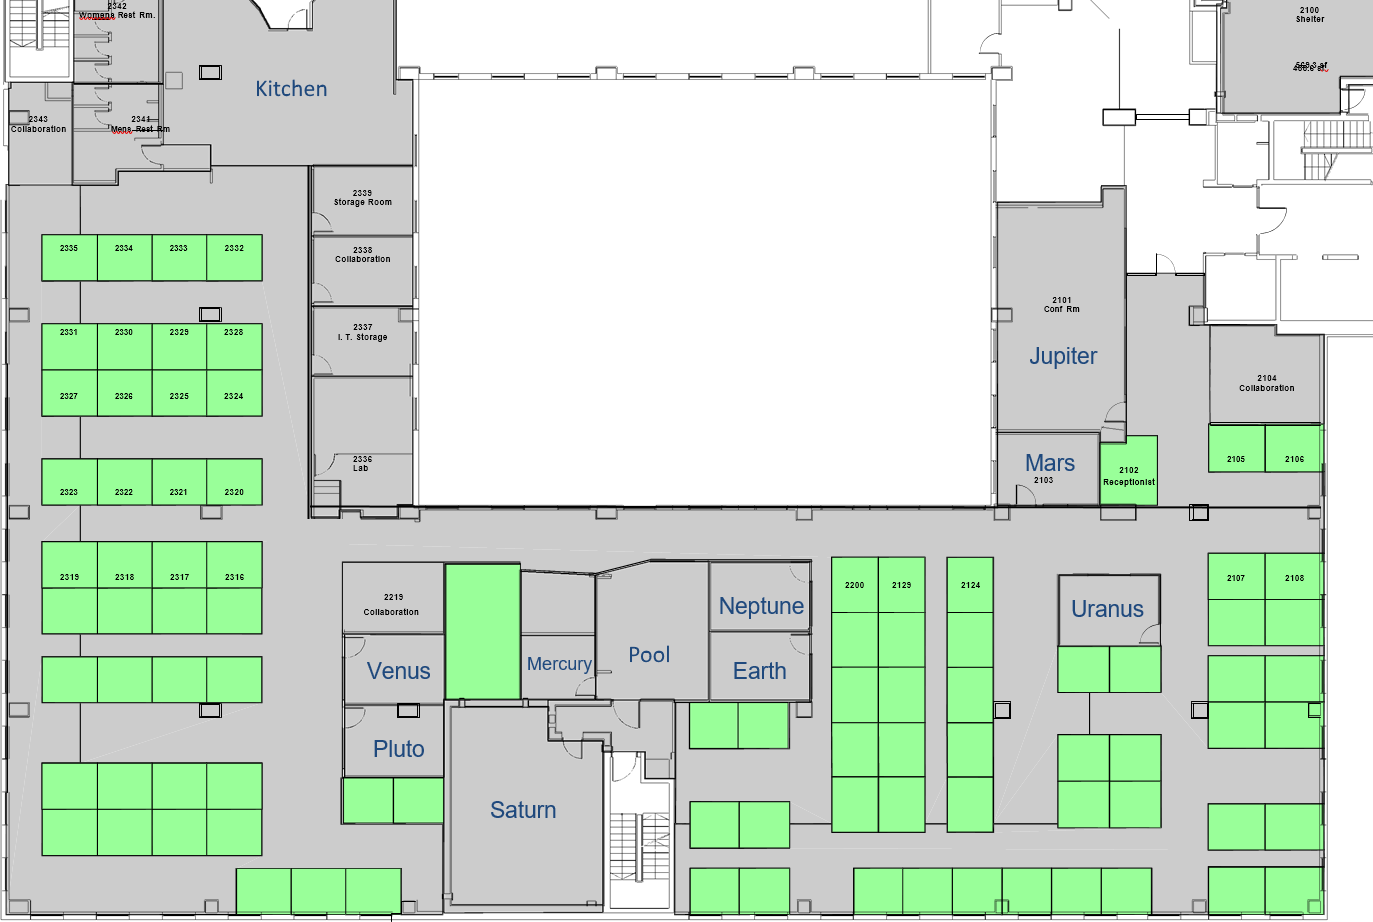 2342
Womens Rest Rm.
2100
Shelter
Kitchen
2343
Collaboration
2341
Mens Rest Rm
2339
Storage Room
2338
Collaboration
2337
I. T. Storage
2336
Lab
2335 2334 2333 2332
2331 2330 2329 2328
2327 2326 2325 2324
2323 2322 2321 2320
2319 2318 2317 2316
2101
Conf Rm
Jupiter
2104
Collaboration
Mars
2103
2102
Receptionist
2105 2106
2107 2108
2219
Collaboration
Venus
Pluto
Mercury
Pool
Neptune
Earth
Saturn
2200 2129 2124
Uranus